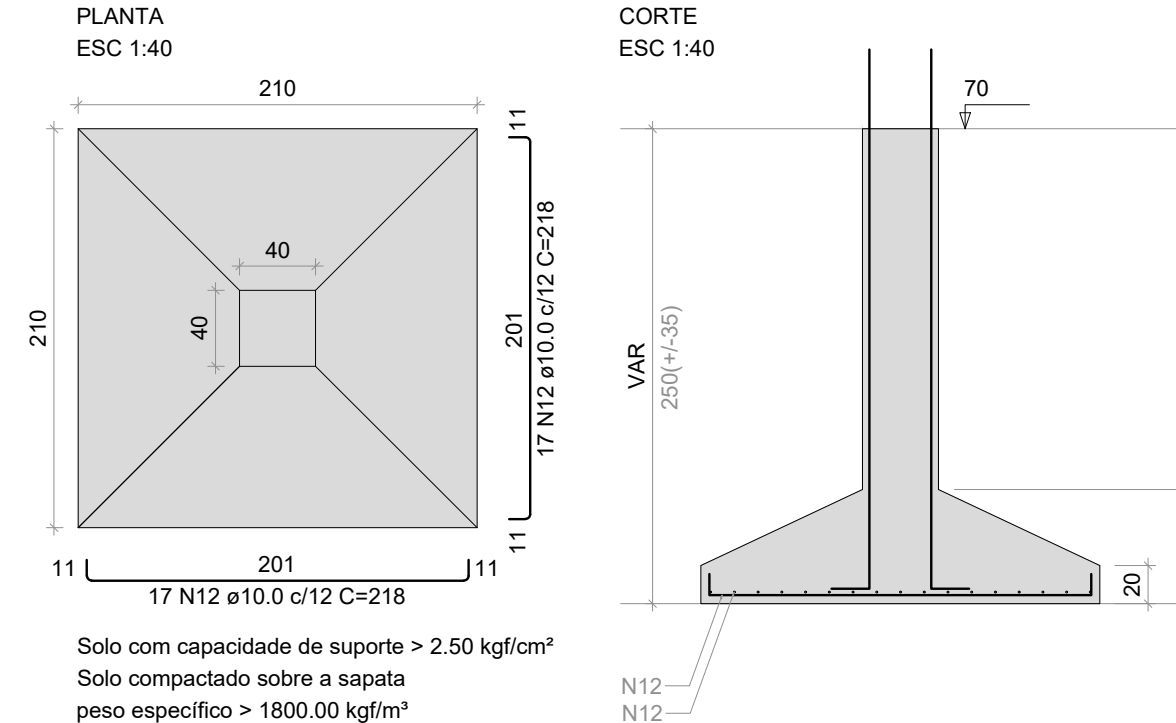 PLANTA
ESC 1:40
210
11
40
40
210
201
17 N12 ø10.0 c/12 C=218
11
11
201
11
17 N12 ø10.0 c/12 C=218
Solo com capacidade de suporte > 2.50 kgf/cm²
Solo compactado sobre a sapata
peso específico > 1800.00 kgf/m³
CORTE
ESC 1:40
70
VAR
250(+/-35)
20
N12
N12